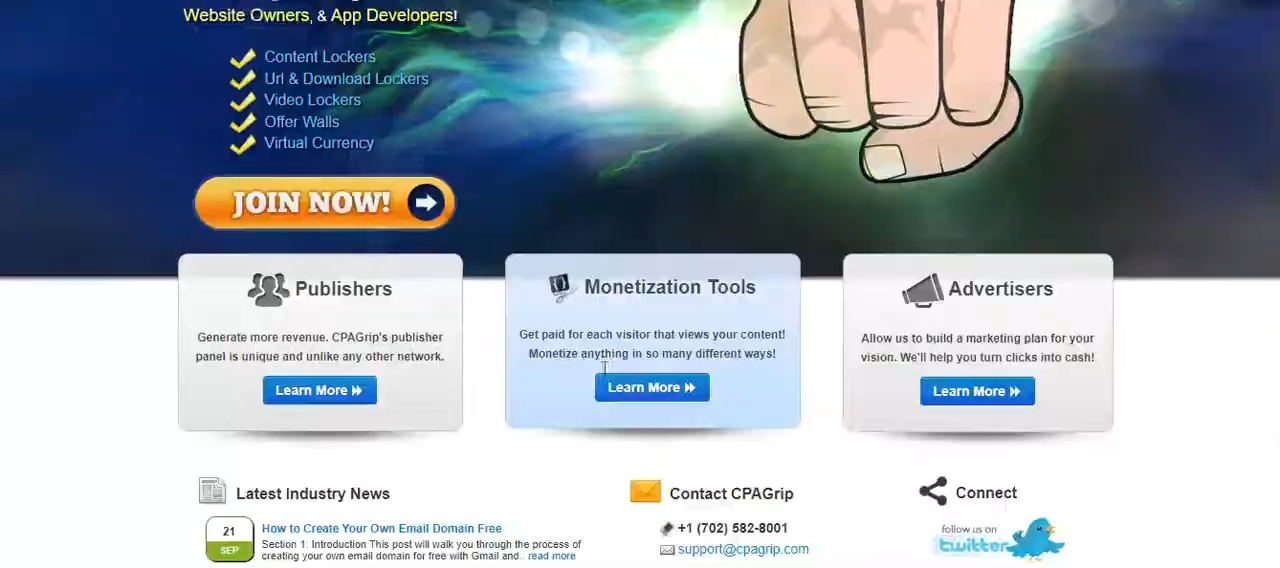 Website Owners, & App Developers!
Content Lockers
Url & Download Lockers
Video Lockers
Offer Walls
Virtual Currency
JOIN NOW!
Publishers
Generate more revenue. CPAGrip's publisher
panel is unique and unlike any other network.
Learn More
Monetization Tools
Get paid for each visitor that views your content!
Monetize anything in so many different ways!
Learn More
Advertisers
Allow us to build a marketing plan for your
vision. We'll help you turn clicks into cash!
Learn More
Latest Industry News
21
SEP
How to Create Your Own Email Domain Free
Section 1: Introduction This post will walk you through the process of
creating your own email domain for free with Gmail and.. read more
Contact CPAGrip
+1 (702) 582-8001
support@cpagrip.com
Connect
follow us on
twitter